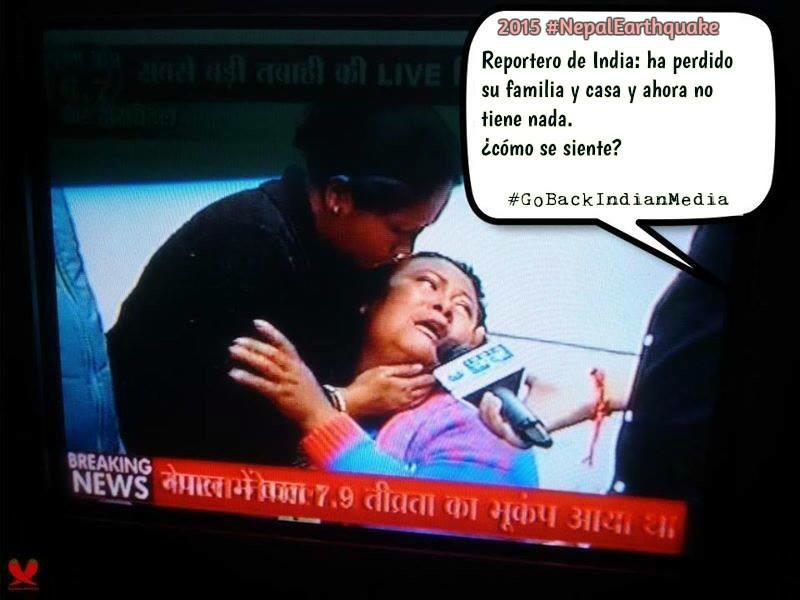 2015 #NepalEarthquake
Reportero de India: ha perdido
su familia y casa y ahora no
tiene nada.
¿cómo se siente?
#GoBackIndianMedia
सबसे बड़ी तबाही की LIVE
BREAKING
NEWS
7.9 तीव्रता का भूकंप आया था